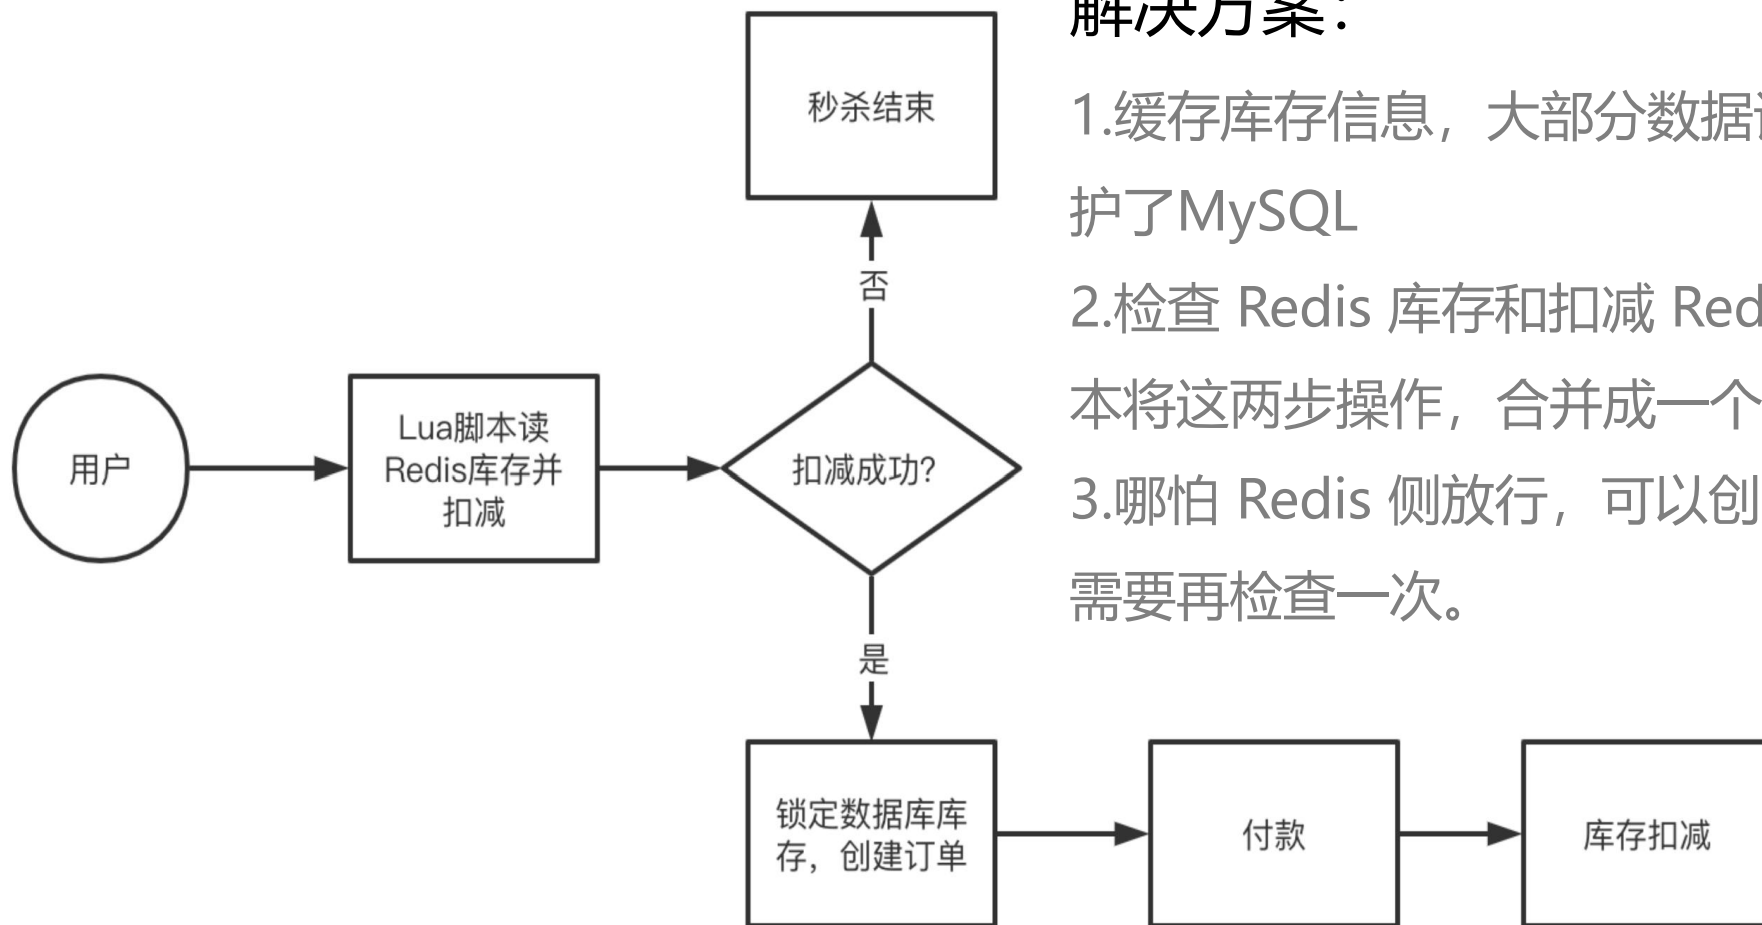 解决方案：
1.缓存库存信息，大部分数据
护了MySQL
2.检查 Redis 库存和扣减 Red
本将这两步操作，合并成一个
3.哪怕 Redis 侧放行，可以创
需要再检查一次。
秒杀结束
否
用户
Lua脚本读
Redis库存并
扣减
扣减成功?
是
锁定数据库库
存，创建订单
付款
库存扣减